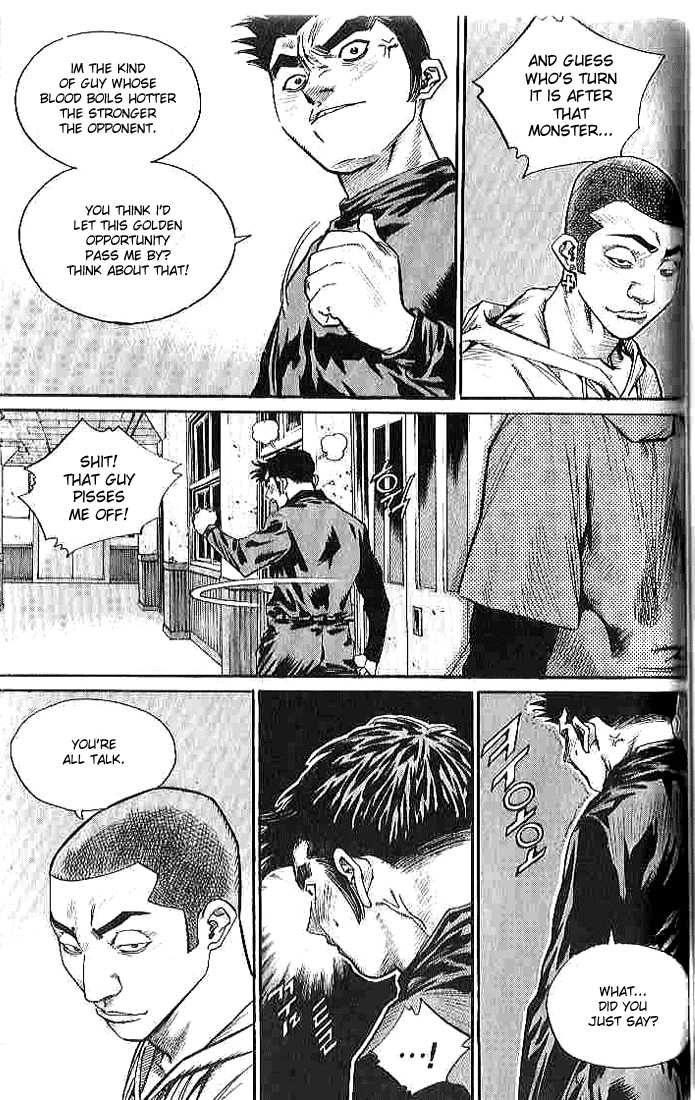 IM THE KIND
OF GUY WHOSE
BLOOD BOILS HOTTER
THE STRONGER
THE OPPONENT.
YOU THINK I'D
LET THIS GOLDEN
OPPORTUNITY
PASS ME BY?
THINK ABOUT THAT!
AND GUESS
WHO'S TURN
IT IS AFTER
THAT
MONSTER...
SHIT!
THAT GUY
PISSES
ME OFF!
YOU'RE
ALL TALK.
...!
WHAT...
DID YOU
JUST SAY?